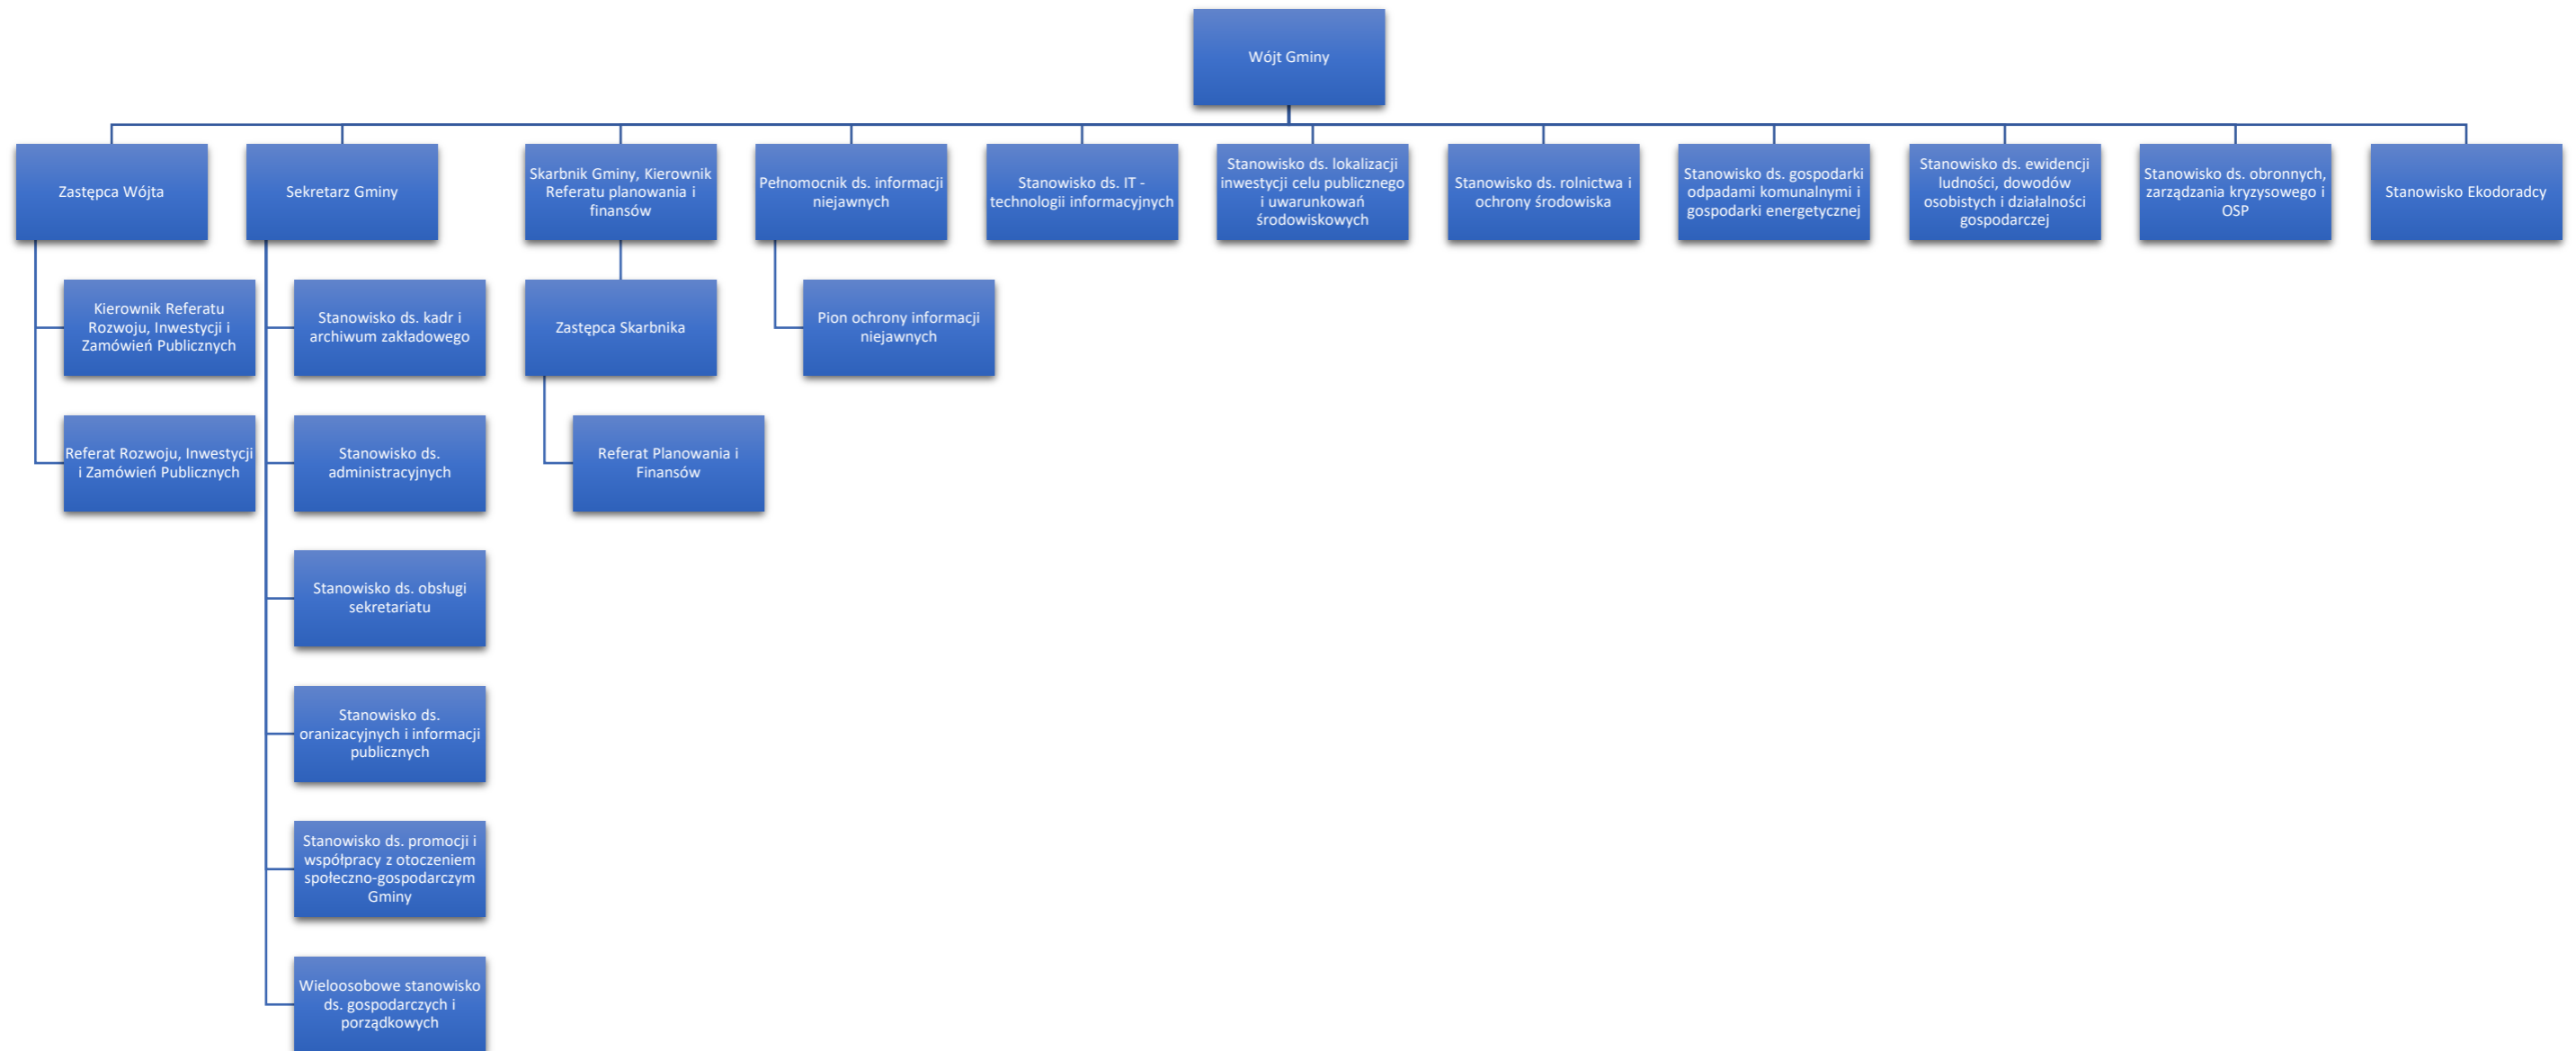 Wójt Gminy
Zastępca Wójta
Sekretarz Gminy
Skarbnik Gminy, Kierownik
Referatu planowania i
finansów
Pełnomocnik ds. informacji
niejawnych
Stanowisko ds. IT -
technologii informacyjnych
Stanowisko ds. lokalizacji
inwestycji celu publicznego
i uwarunkowań
środowiskowych
Stanowisko ds. rolnictwa i
ochrony środowiska
Stanowisko ds. gospodarki
odpadami komunalnymi i
gospodarki energetycznej
Stanowisko ds. ewidencji
ludności, dowodów
osobistych i działalności
gospodarczej
Stanowisko ds. obronnych,
zarządzania kryzysowego i
OSP
Stanowisko Ekodoradcy
Kierownik Referatu
Rozwoju, Inwestycji i
Zamówień Publicznych
Stanowisko ds. kadr i
archiwum zakładowego
Zastępca Skarbnika
Pion ochrony informacji
niejawnych
Referat Rozwoju, Inwestycji
i Zamówień Publicznych
Stanowisko ds.
administracyjnych
Referat Planowania i
Finansów
Stanowisko ds. obsługi
sekretariatu
Stanowisko ds.
oranizacyjnych i informacji
publicznych
Stanowisko ds. promocji i
współpracy z otoczeniem
społeczno-gospodarczym
Gminy
Wieloosobowe stanowisko
ds. gospodarczych i
porządkowych